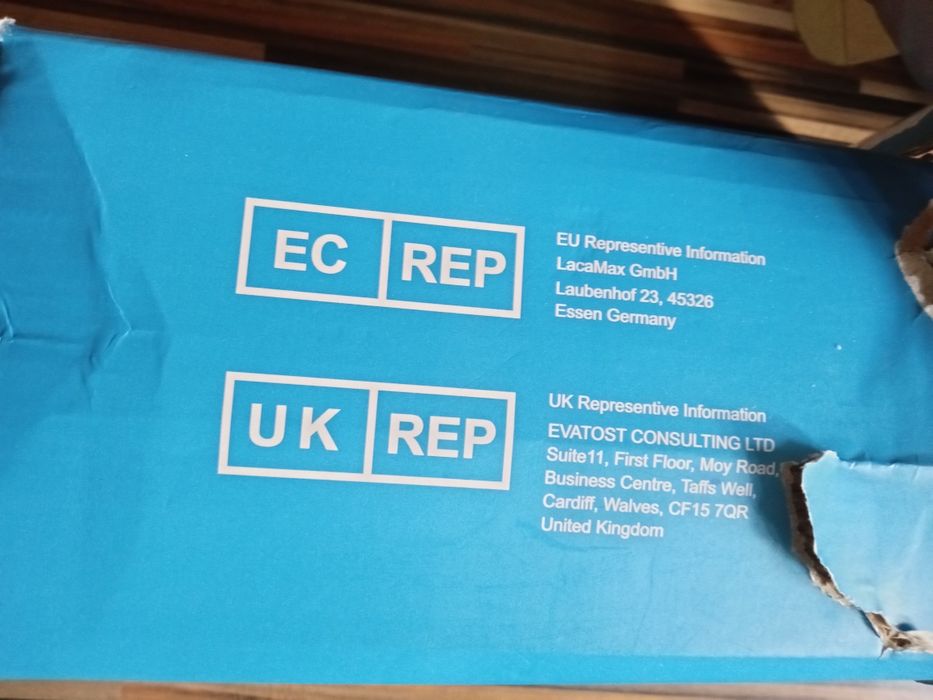 EC REP
EU Representive Information
LacaMax GmbH
Laubenhof 23, 45326
Essen Germany
UK REP
UK Representive Information
EVATOST CONSULTING LTD
Suite11, First Floor, Moy Road,
Business Centre, Taffs Well,
Cardiff, Walves, CF15 7QR
United Kingdom